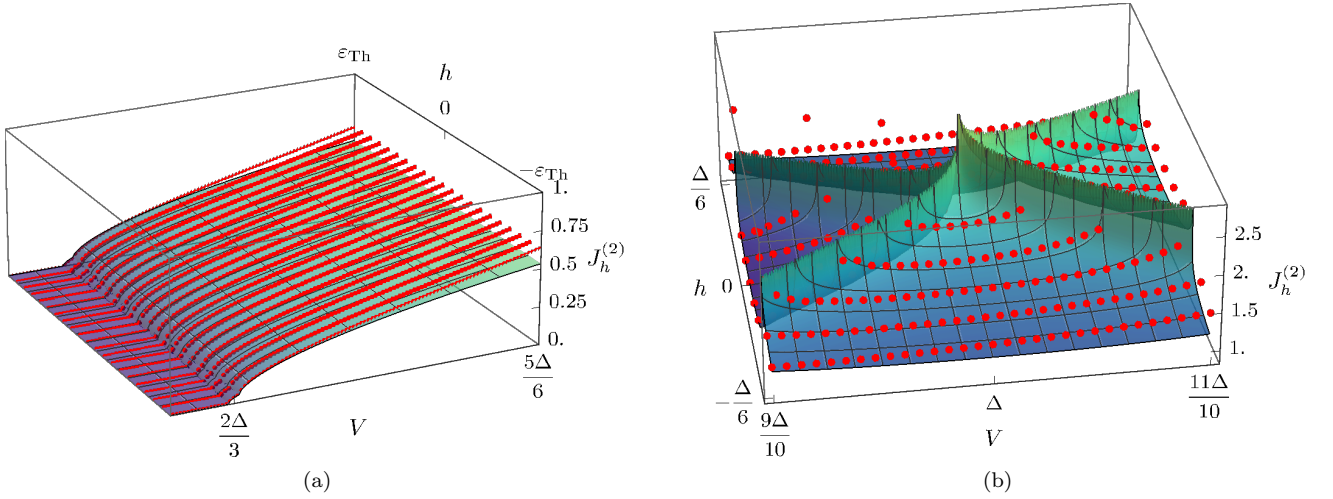 ε_Th
h
0
−ε_Th
1.
0.75
0.5
J_h^(2)
0.25
0.
5Δ/6
2Δ/3
V
(a)
Δ/6
h
0
−Δ/6
9Δ/10
Δ
V
11Δ/10
2.5
2.
J_h^(2)
1.5
1.
(b)